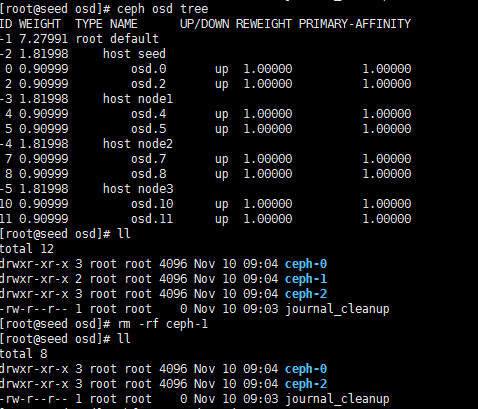 [root@seed osd]# ceph osd tree
ID WEIGHT  TYPE NAME      UP/DOWN REWEIGHT PRIMARY-AFFINITY
-1 7.27991 root default
-2 1.81998     host seed
 0 0.90999         osd.0       up  1.00000          1.00000
 2 0.90999         osd.2       up  1.00000          1.00000
-3 1.81998     host node1
 4 0.90999         osd.4       up  1.00000          1.00000
 5 0.90999         osd.5       up  1.00000          1.00000
-4 1.81998     host node2
 7 0.90999         osd.7       up  1.00000          1.00000
 8 0.90999         osd.8       up  1.00000          1.00000
-5 1.81998     host node3
10 0.90999         osd.10      up  1.00000          1.00000
11 0.90999         osd.11      up  1.00000          1.00000
[root@seed osd]# ll
total 12
drwxr-xr-x 3 root root 4096 Nov 10 09:04 ceph-0
drwxr-xr-x 2 root root 4096 Nov 10 09:04 ceph-1
drwxr-xr-x 3 root root 4096 Nov 10 09:04 ceph-2
-rw-r--r-- 1 root root    0 Nov 10 09:03 journal_cleanup
[root@seed osd]# rm -rf ceph-1
[root@seed osd]# ll
total 8
drwxr-xr-x 3 root root 4096 Nov 10 09:04 ceph-0
drwxr-xr-x 3 root root 4096 Nov 10 09:04 ceph-2
-rw-r--r-- 1 root root    0 Nov 10 09:03 journal_cleanup